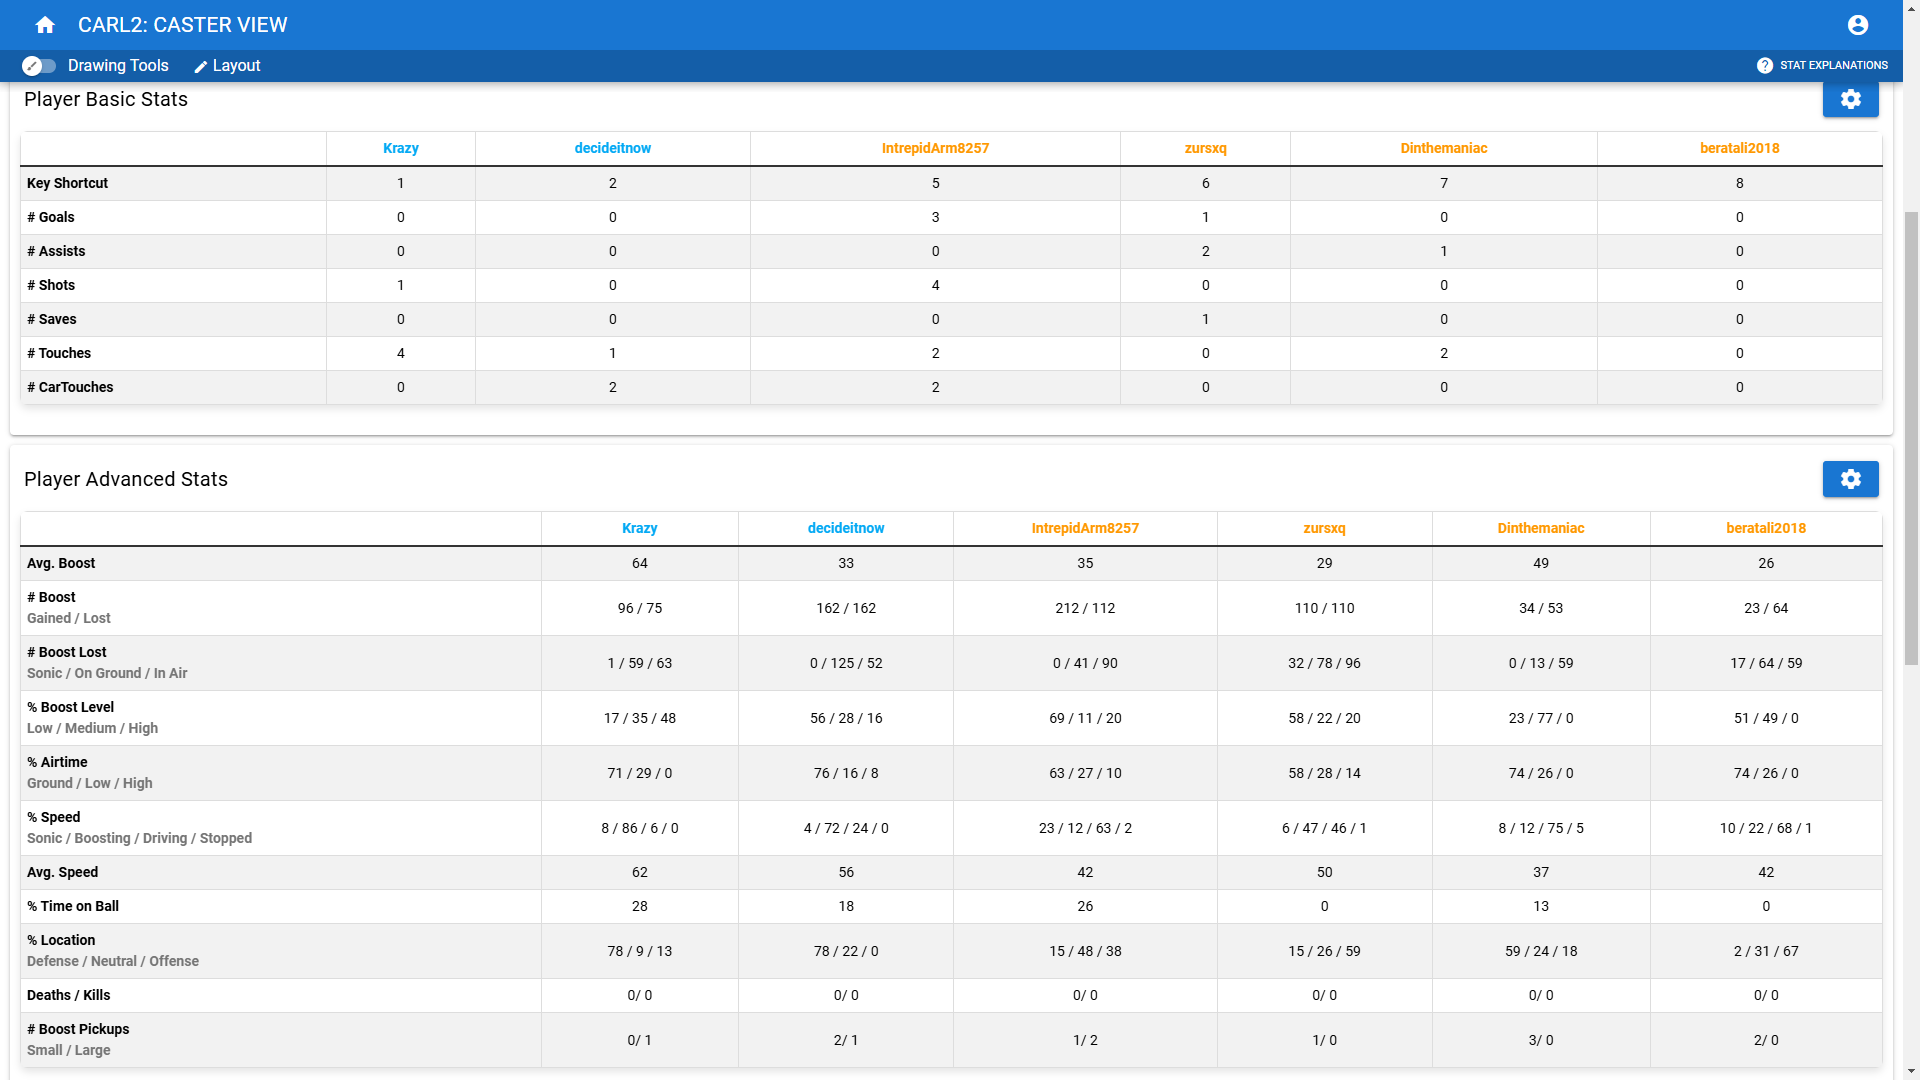 CARL2: CASTER VIEW
Drawing Tools Layout STAT EXPLANATIONS
Player Basic Stats
Krazy decideitnow IntrepidArm8257 zursxq Dinthemaniac beratali2018
Key Shortcut 1 2 5 6 7 8
# Goals 0 0 3 1 0 0
# Assists 0 0 0 2 1 0
# Shots 1 0 4 0 0 0
# Saves 0 0 0 1 0 0
# Touches 4 1 2 0 2 0
# CarTouches 0 2 2 0 0 0
Player Advanced Stats
Krazy decideitnow IntrepidArm8257 zursxq Dinthemaniac beratali2018
Avg. Boost 64 33 35 29 49 26
# Boost
Gained / Lost
96 / 75 162 / 162 212 / 112 110 / 110 34 / 53 23 / 64
# Boost Lost
Sonic / On Ground / In Air
1 / 59 / 63 0 / 125 / 52 0 / 41 / 90 32 / 78 / 96 0 / 13 / 59 17 / 64 / 59
% Boost Level
Low / Medium / High
17 / 35 / 48 56 / 28 / 16 69 / 11 / 20 58 / 22 / 20 23 / 77 / 0 51 / 49 / 0
% Airtime
Ground / Low / High
71 / 29 / 0 76 / 16 / 8 63 / 27 / 10 58 / 28 / 14 74 / 26 / 0 74 / 26 / 0
% Speed
Sonic / Boosting / Driving / Stopped
8 / 86 / 6 / 0 4 / 72 / 24 / 0 23 / 12 / 63 / 2 6 / 47 / 46 / 1 8 / 12 / 75 / 5 10 / 22 / 68 / 1
Avg. Speed 62 56 42 50 37 42
% Time on Ball 28 18 26 0 13 0
% Location
Defense / Neutral / Offense
78 / 9 / 13 78 / 22 / 0 15 / 48 / 38 15 / 26 / 59 59 / 24 / 18 2 / 31 / 67
Deaths / Kills 0/ 0 0/ 0 0/ 0 0/ 0 0/ 0 0/ 0
# Boost Pickups
Small / Large
0/ 1 2/ 1 1/ 2 1/ 0 3/ 0 2/ 0